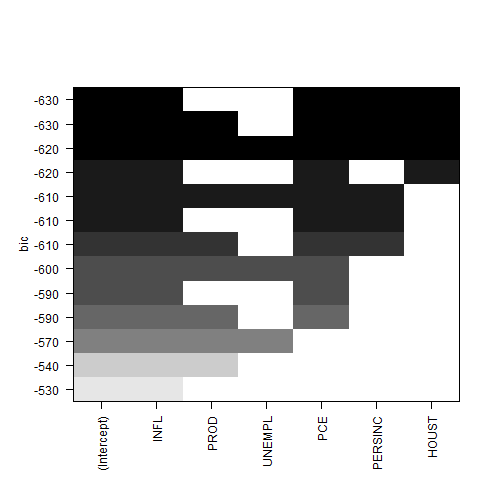 -630
-630
-620
-620
-610
-610
-610
-600
-590
-590
-570
-540
-530
bic
(Intercept)
INFL
PROD
UNEMPL
PCE
PERSINC
HOUST